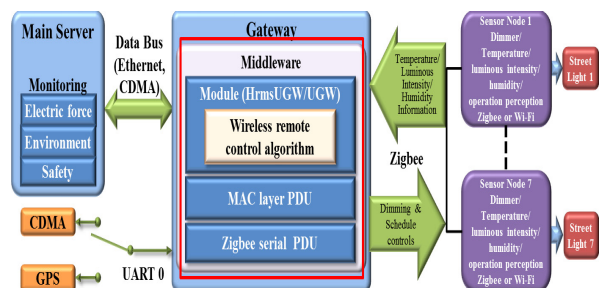 Main Server
Monitoring
Electric force
Environment
Safety
CDMA
GPS
Data Bus
(Ethernet,
CDMA)
UART 0
Gateway
Middleware
Module (HrmsUGW/UGW)
Wireless remote
control algorithm
MAC layer PDU
Zigbee serial PDU
Temperature/
Luminous
Intensity/
Humidity
Information
Zigbee
Dimming &
Schedule
controls
Sensor Node 1
Dimmer/
Temperature/
luminous intensity/
humidity/
operation perception
Zigbee or Wi-Fi
Street
Light 1
Sensor Node 7
Dimmer/
Temperature/
luminous intensity/
humidity/
operation perception
Zigbee or Wi-Fi
Street
Light 7